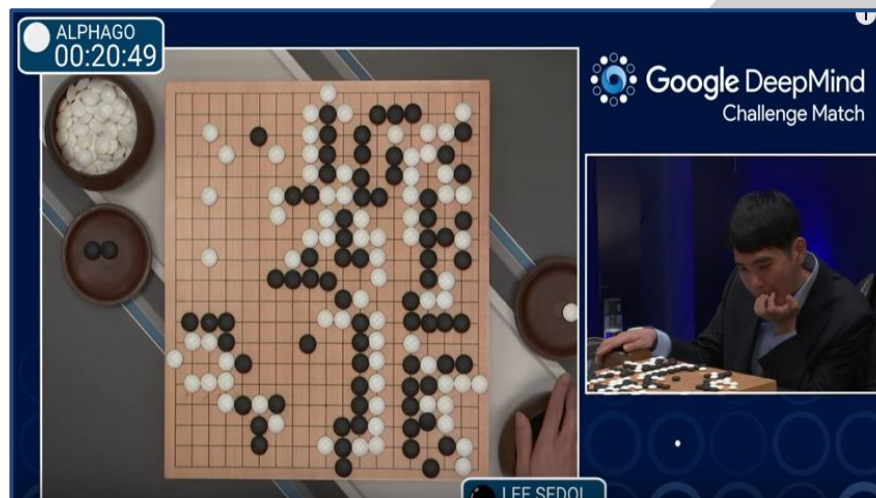 ALPHAGO
00:20:49
Google DeepMind
Challenge Match
LEE SEDOL